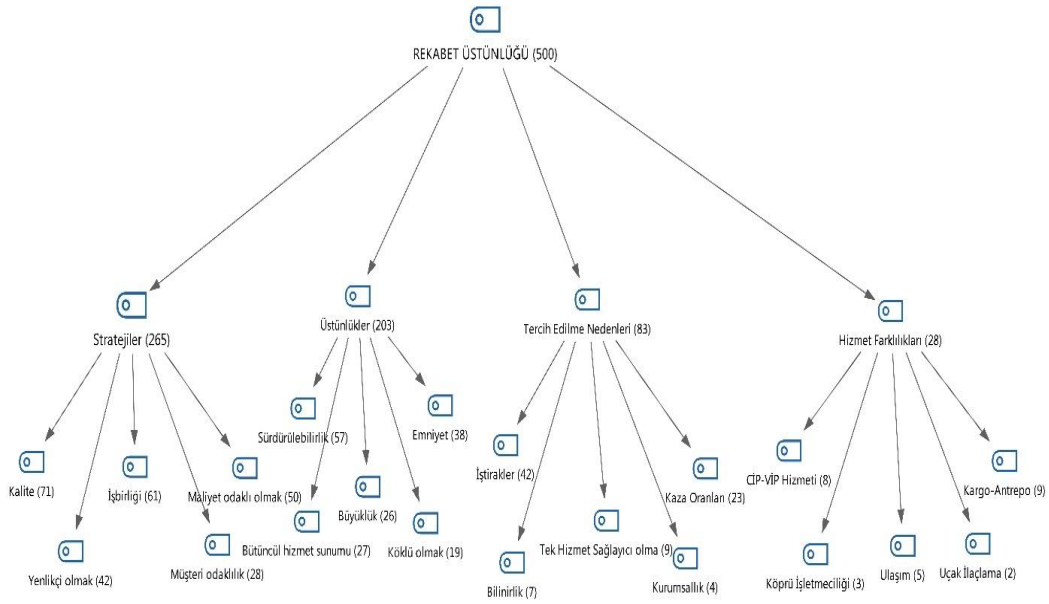 REKABET ÜSTÜNLÜĞÜ (500)
Stratejiler (265)
Üstünlükler (203)
Tercih Edilme Nedenleri (83)
Hizmet Farklılıkları (28)
Kalite (71)
Yenlikçi olmak (42)
İşbirliği (61)
Müşteri odaklılık (28)
Maliyet odaklı olmak (50)
Sürdürülebilirlik (57)
Bütüncül hizmet sunumu (27)
Büyüklük (26)
Köklü olmak (19)
Emniyet (38)
İştirakler (42)
Bilinirlik (7)
Tek Hizmet Sağlayıcı olma (9)
Kurumsallık (4)
Kaza Oranları (23)
CİP-VİP Hizmeti (8)
Köprü İşletmeciliği (3)
Ulaşım (5)
Uçak İlaçlama (2)
Kargo-Antrepo (9)